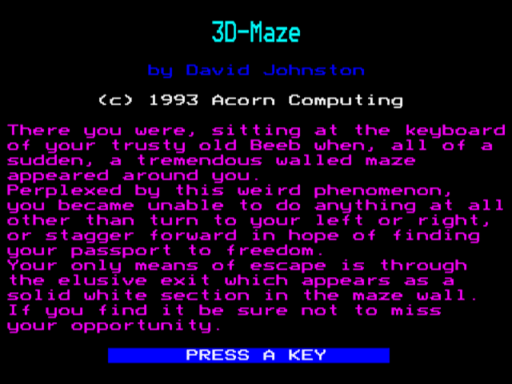 3D-Maze
by David Johnston
(c) 1993 Acorn Computing
There you were, sitting at the keyboard
of your trusty old Beeb when, all of a
sudden, a tremendous walled maze
appeared around you.
Perplexed by this weird phenomenon,
you became unable to do anything at all
other than turn to your left or right,
or stagger forward in hope of finding
your passport to freedom.
Your only means of escape is through
the elusive exit which appears as a
solid white section in the maze wall.
If you find it be sure not to miss
your opportunity.
PRESS A KEY